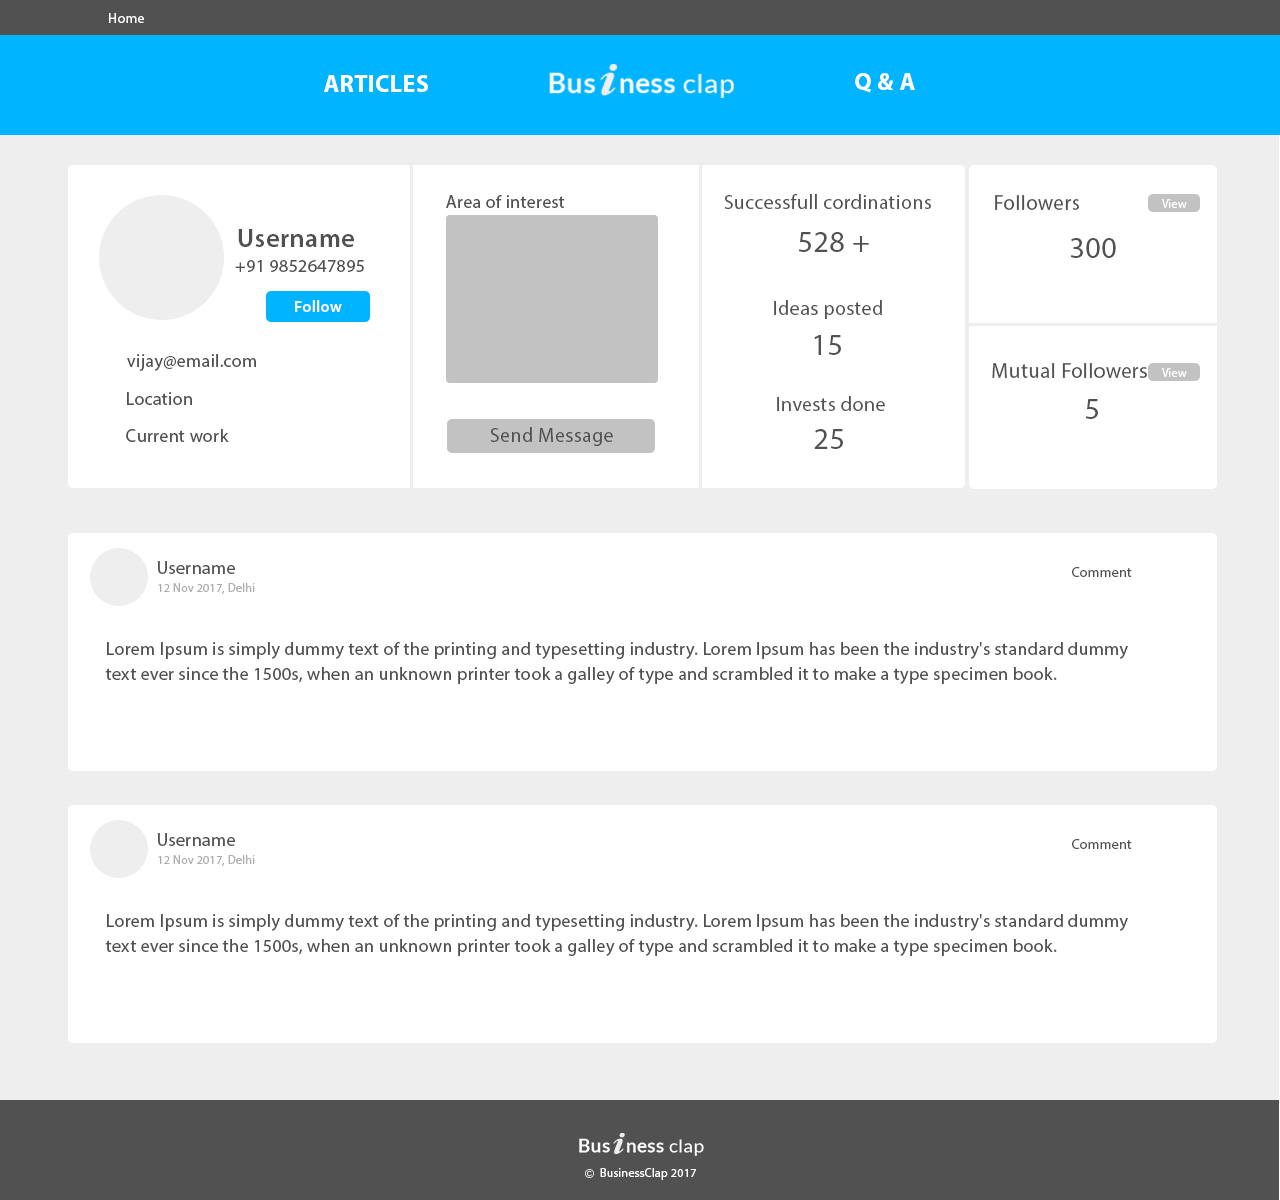 Home
ARTICLES
Business clap
Q & A
Username
+91 9852647895
Follow
vijay@email.com
Location
Current work
Area of interest
Send Message
Successfull cordinations
528 +
Ideas posted
15
Invests done
25
Followers
View
300
Mutual Followers
View
5
Username
12 Nov 2017, Delhi
Comment
Lorem Ipsum is simply dummy text of the printing and typesetting industry. Lorem Ipsum has been the industry's standard dummy
text ever since the 1500s, when an unknown printer took a galley of type and scrambled it to make a type specimen book.
Username
12 Nov 2017, Delhi
Comment
Lorem Ipsum is simply dummy text of the printing and typesetting industry. Lorem Ipsum has been the industry's standard dummy
text ever since the 1500s, when an unknown printer took a galley of type and scrambled it to make a type specimen book.
Business clap
© BusinessClap 2017